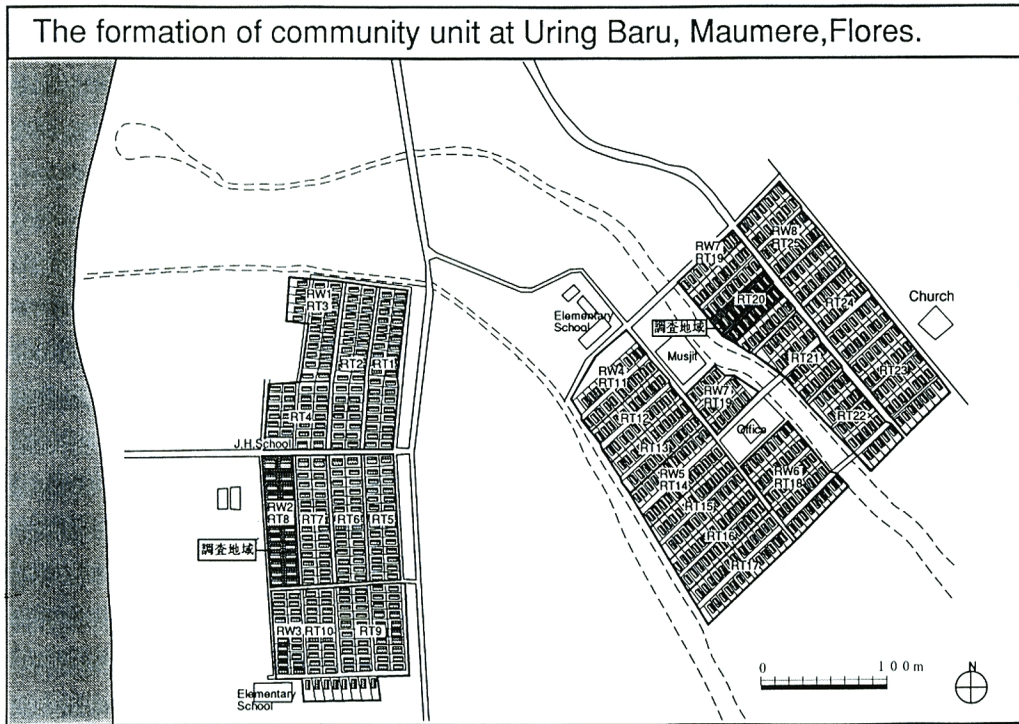 The formation of community unit at Uring Baru, Maumere,Flores.
RW7
RT19
RW8
RT25
RT20
RT24
Church
調査地域
Elementary
School
Musjit
RW1
RT3
RT2
RT1
RT4
J.H.School
RW4
RT11
RT12
RT13
RW7
RT19
RT21
RT23
RT22
Office
RW5
RT14
RT15
RT16
RT17
RW6
RT18
RW2
RT8
RT7
RT6
RT5
調査地域
RW3
RT10
RT9
Elementary
School
0 100m
N